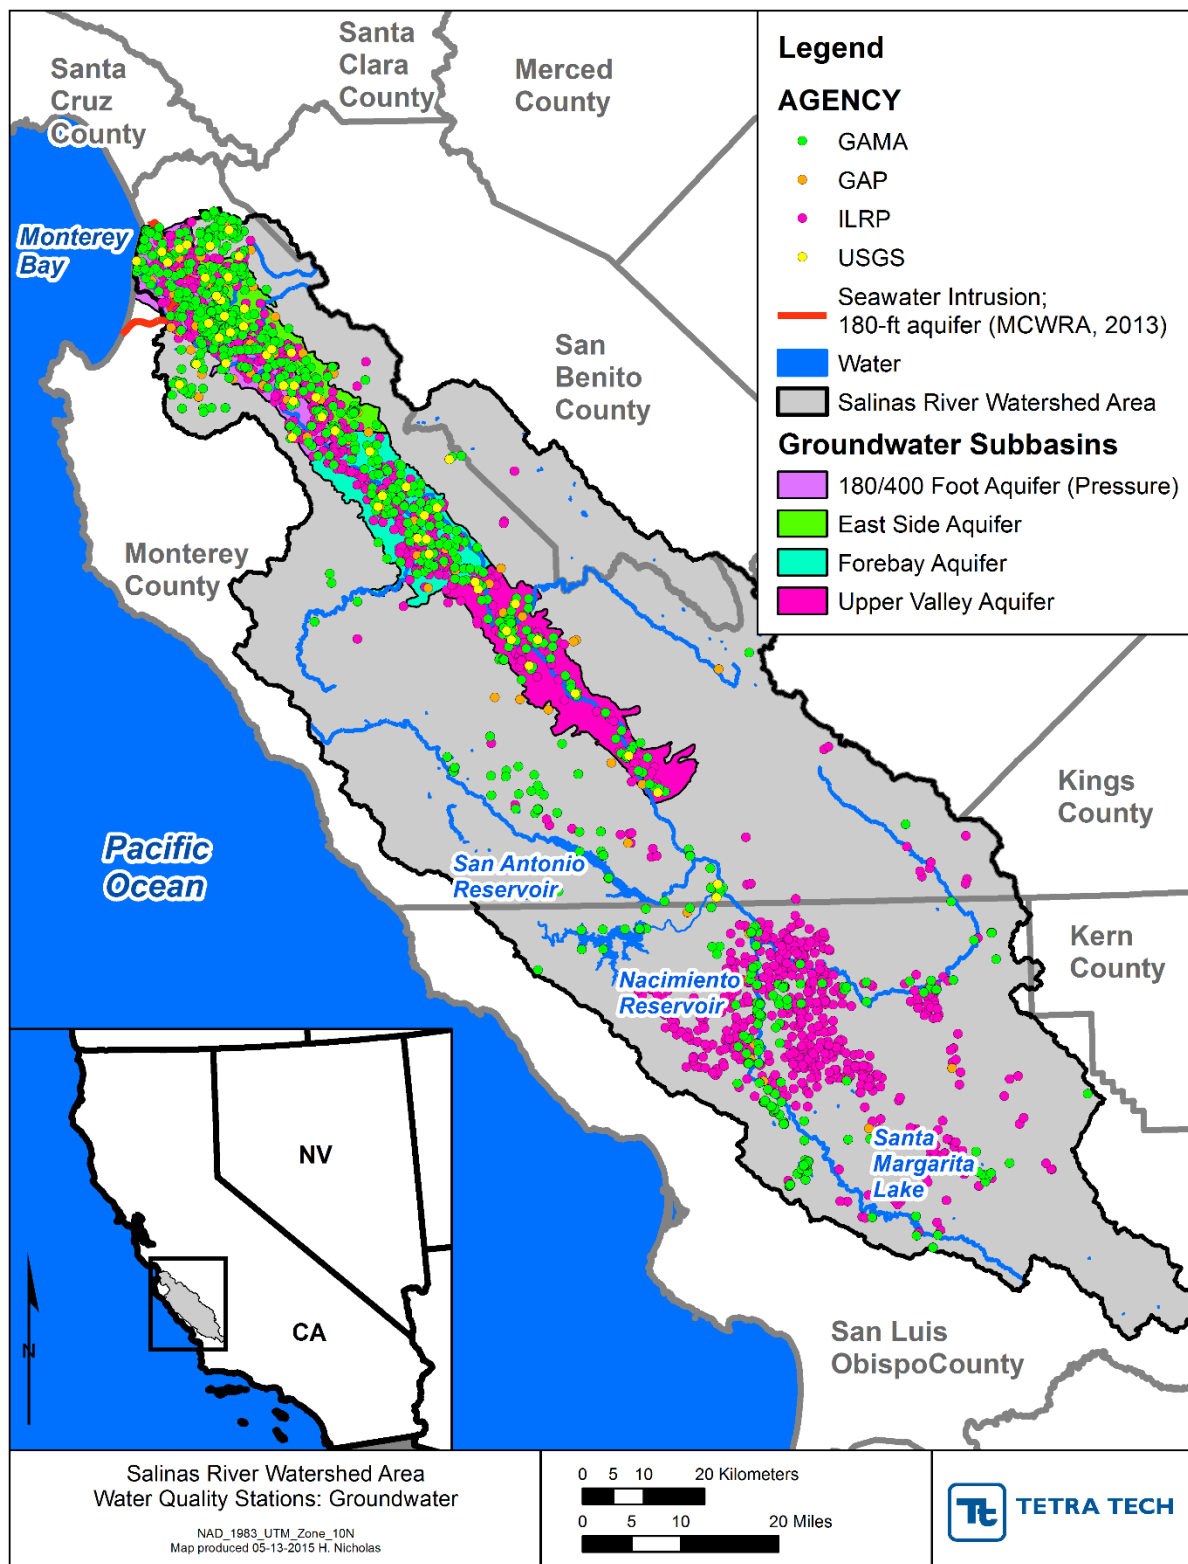 Santa
Cruz
County
Santa
Clara
County
Merced
County
Legend
AGENCY
GAMA
GAP
ILRP
USGS
Seawater Intrusion;
180-ft aquifer (MCWRA, 2013)
Water
Salinas River Watershed Area
Groundwater Subbasins
180/400 Foot Aquifer (Pressure)
East Side Aquifer
Forebay Aquifer
Upper Valley Aquifer
Monterey
Bay
San
Benito
County
Monterey
County
Kings
County
Pacific
Ocean
San Antonio
Reservoir
Kern
County
Nacimiento
Reservoir
Santa
Margarita
Lake
San Luis
ObispoCounty
NV
CA
N
Salinas River Watershed Area
Water Quality Stations: Groundwater
NAD_1983_UTM_Zone_10N
Map produced 05-13-2015 H. Nicholas
0 5 10 20 Kilometers
0 5 10 20 Miles
Tt TETRA TECH